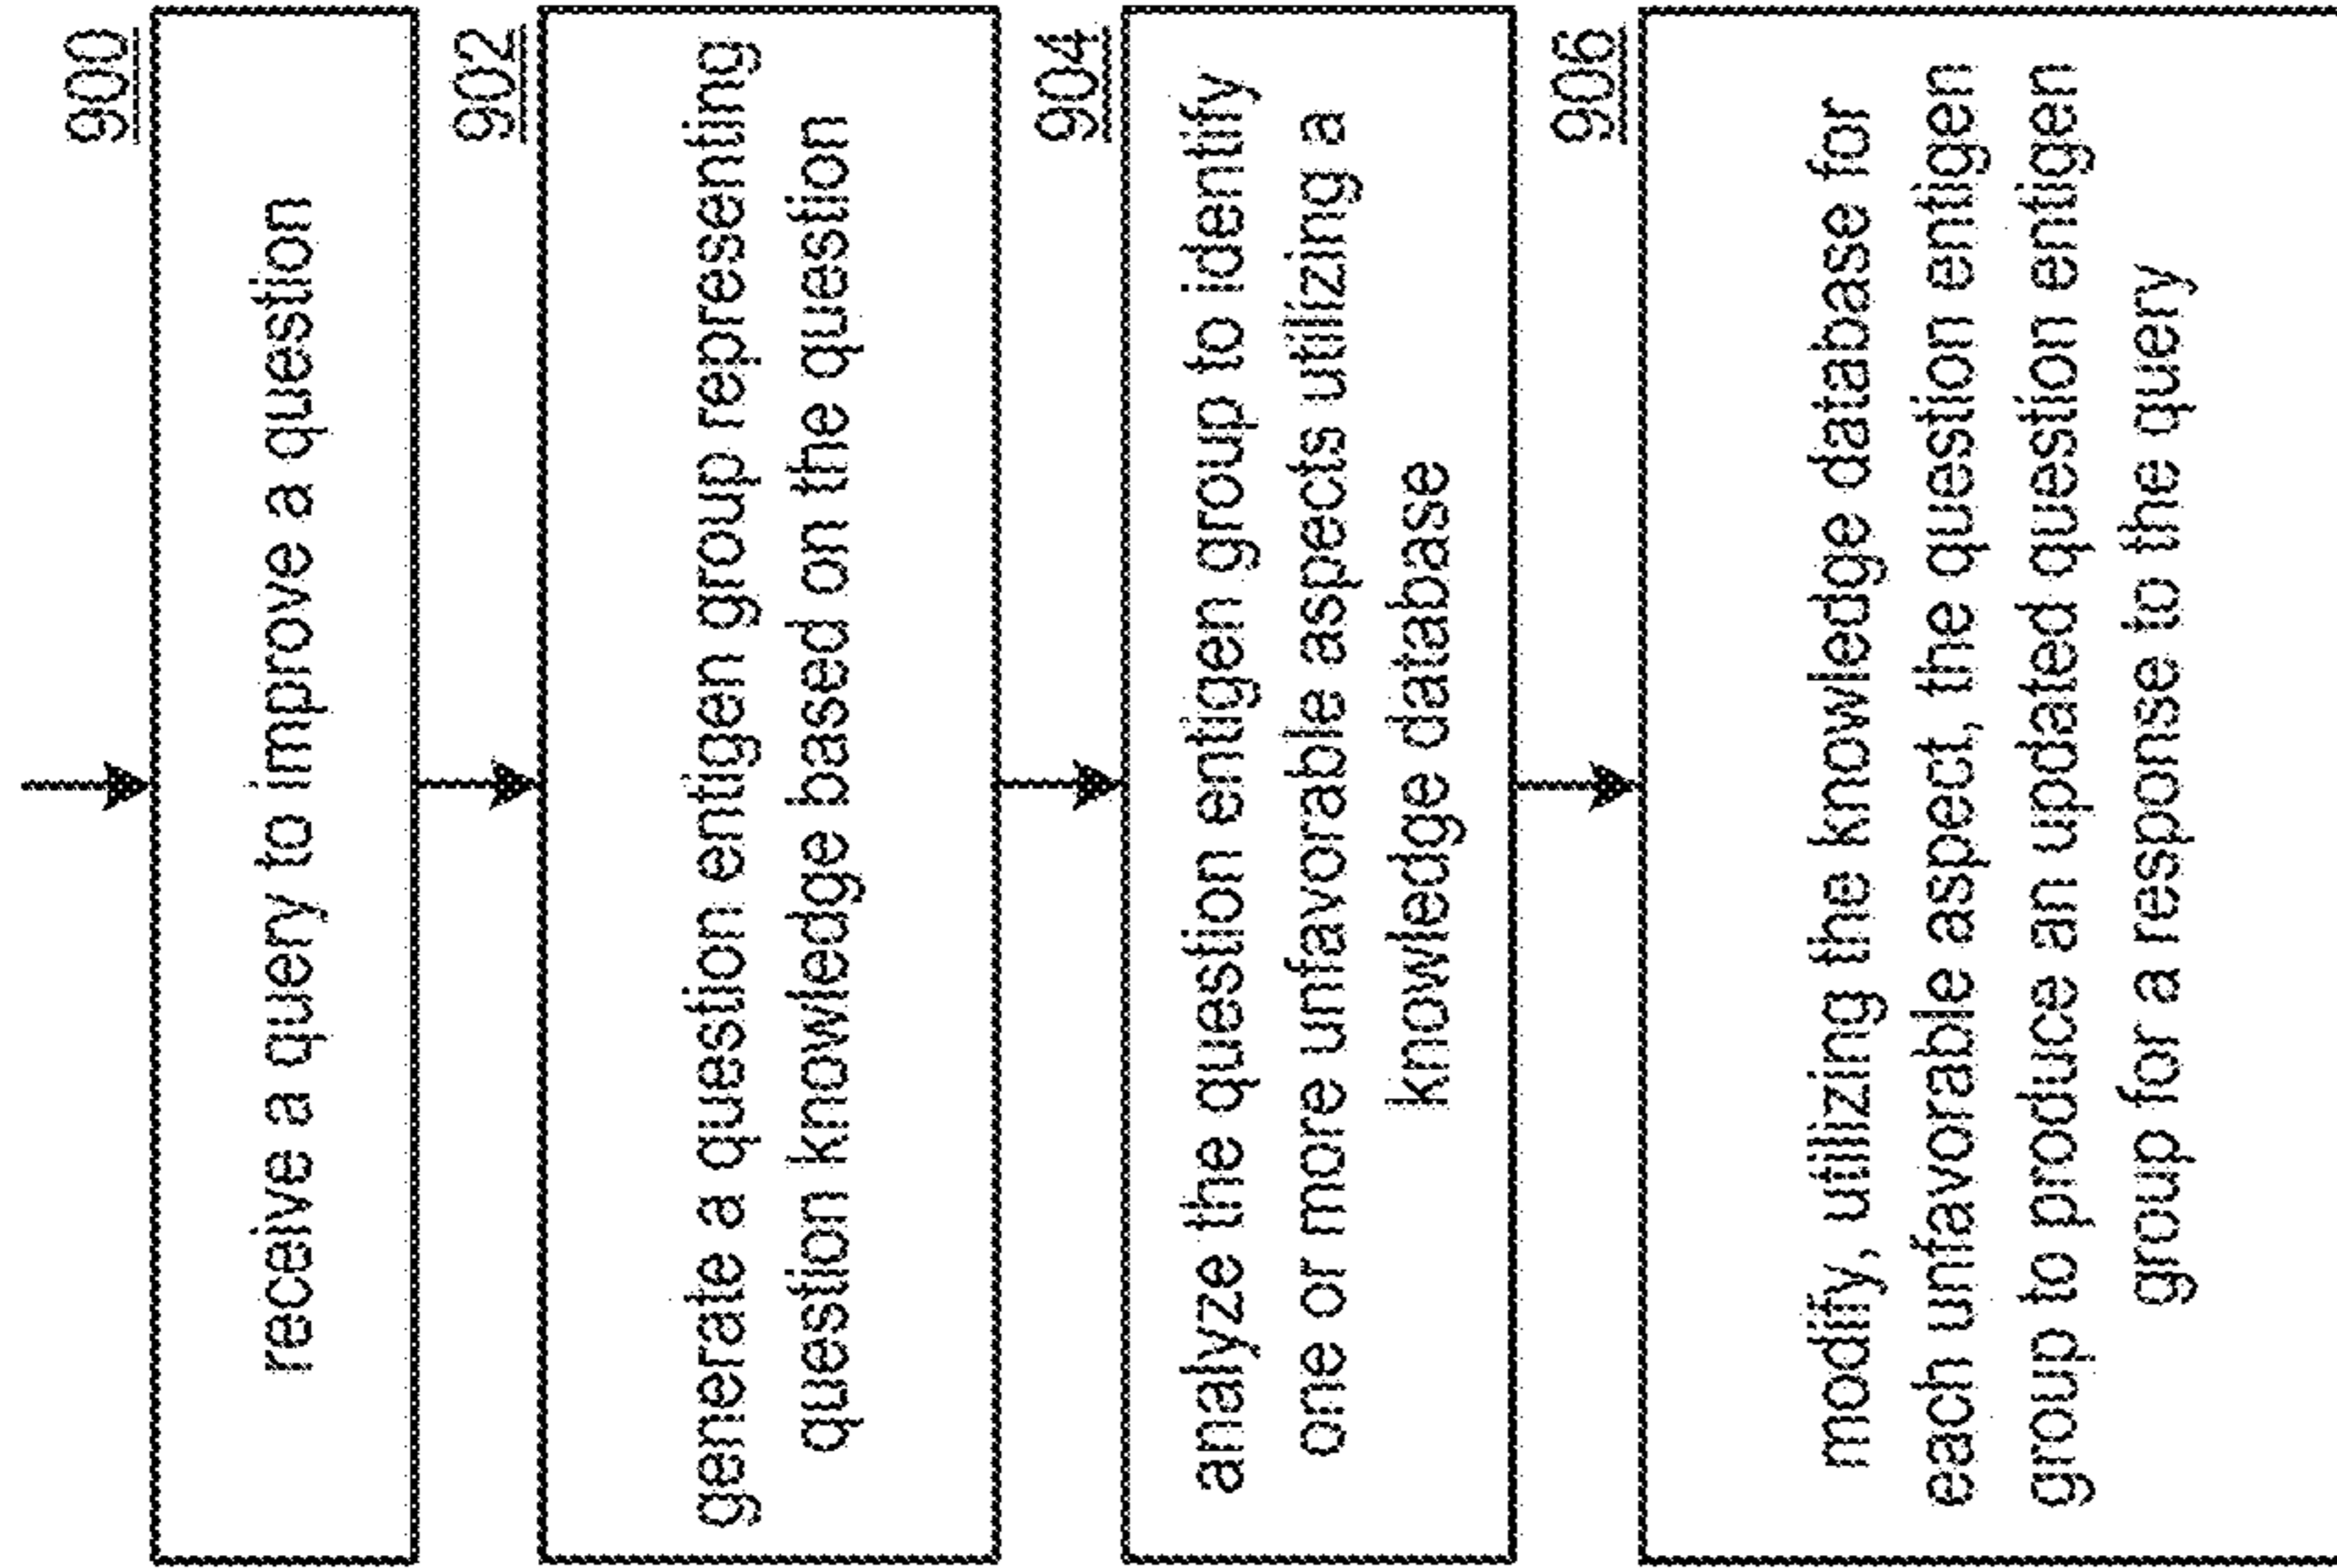 900
receive a query to improve a question
902
generate a question entigen group representing
question knowledge based on the question
904
analyze the question entigen group to identify
one or more unfavorable aspects utilizing a
knowledge database
906
modify, utilizing the knowledge database for
each unfavorable aspect, the question entigen
group to produce an updated question entigen
group for a response to the query